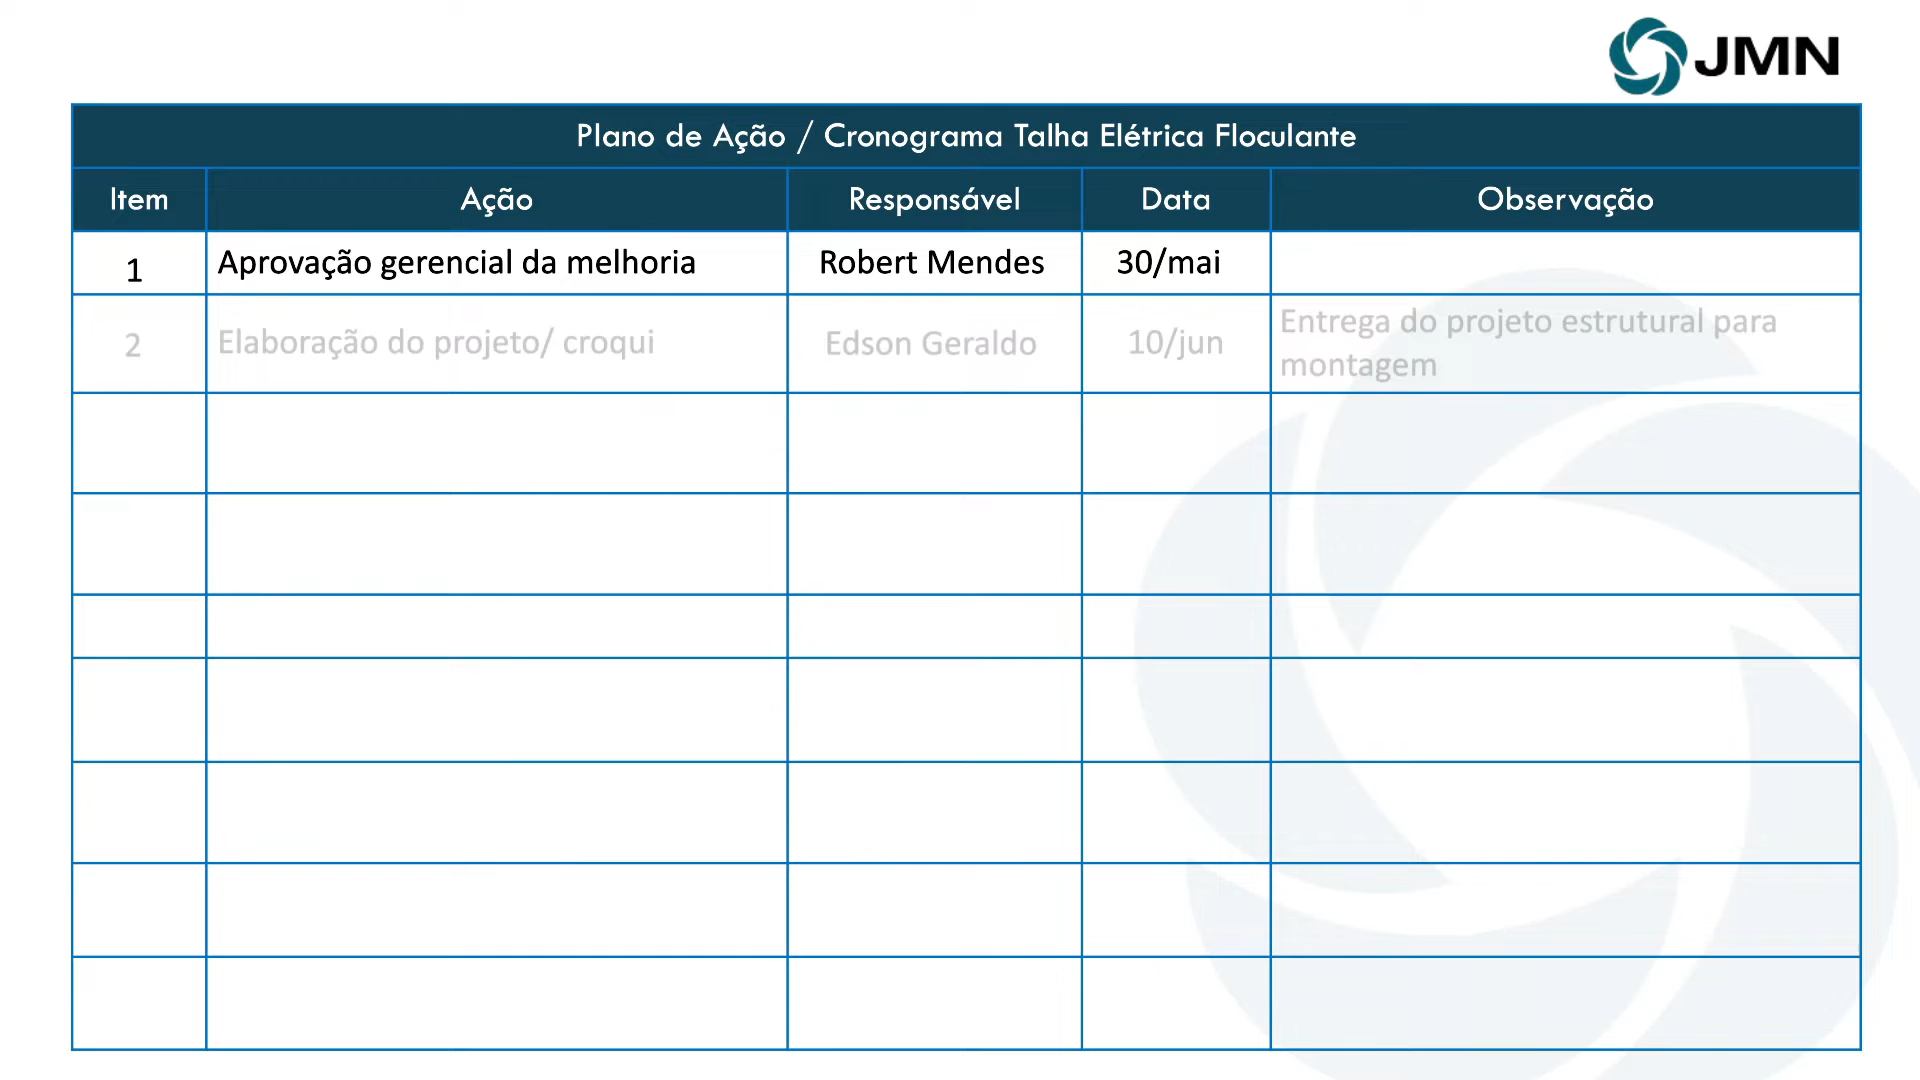 JMN
Plano de Ação / Cronograma Talha Elétrica Floculante
Item Ação Responsável Data Observação
1 Aprovação gerencial da melhoria Robert Mendes 30/mai
2 Elaboração do projeto/ croqui Edson Geraldo 10/jun Entrega do projeto estrutural para
montagem